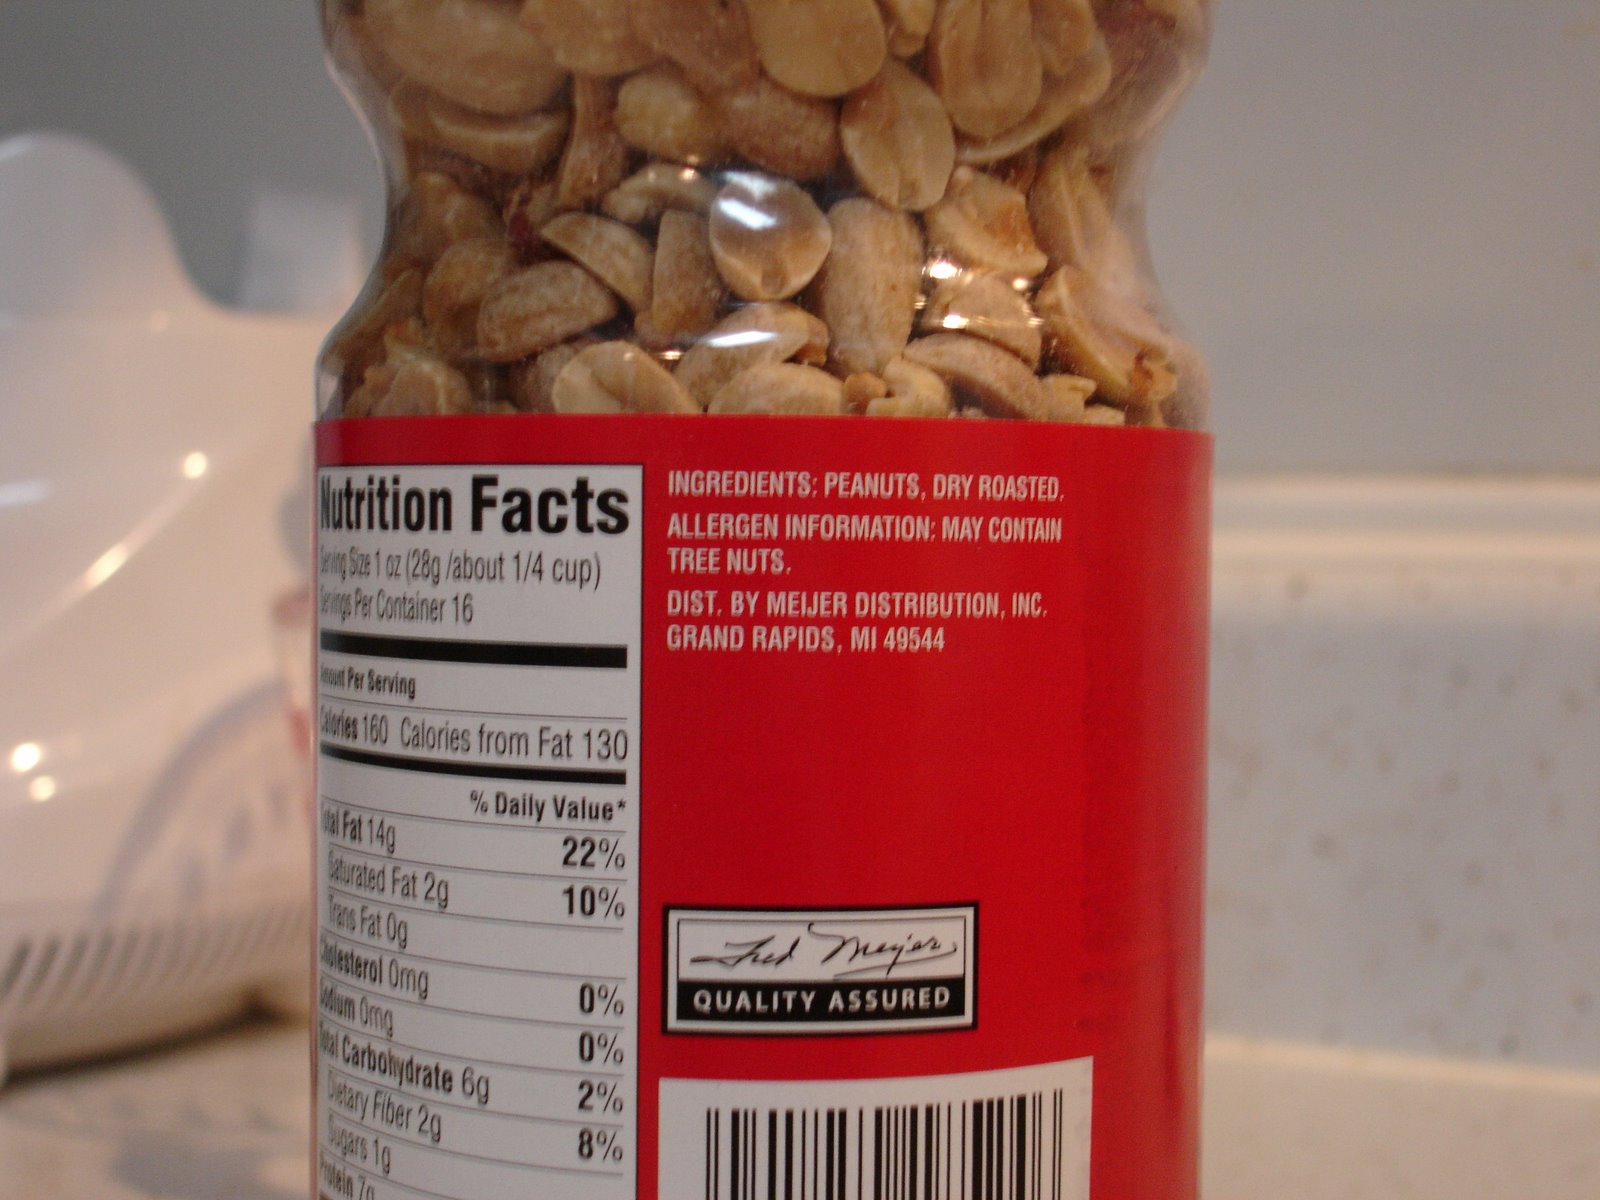 Nutrition Facts
Serving Size 1 oz (28g /about 1/4 cup)
Servings Per Container 16
Amount Per Serving
Calories 160 Calories from Fat 130
% Daily Value*
Total Fat 14g 22%
Saturated Fat 2g 10%
Trans Fat 0g
Cholesterol 0mg 0%
Sodium 0mg 0%
Total Carbohydrate 6g 2%
Dietary Fiber 2g 8%
Sugars 1g
Protein 7g
INGREDIENTS: PEANUTS, DRY ROASTED.
ALLERGEN INFORMATION: MAY CONTAIN
TREE NUTS.
DIST. BY MEIJER DISTRIBUTION, INC.
GRAND RAPIDS, MI 49544
Fred Meijer
QUALITY ASSURED